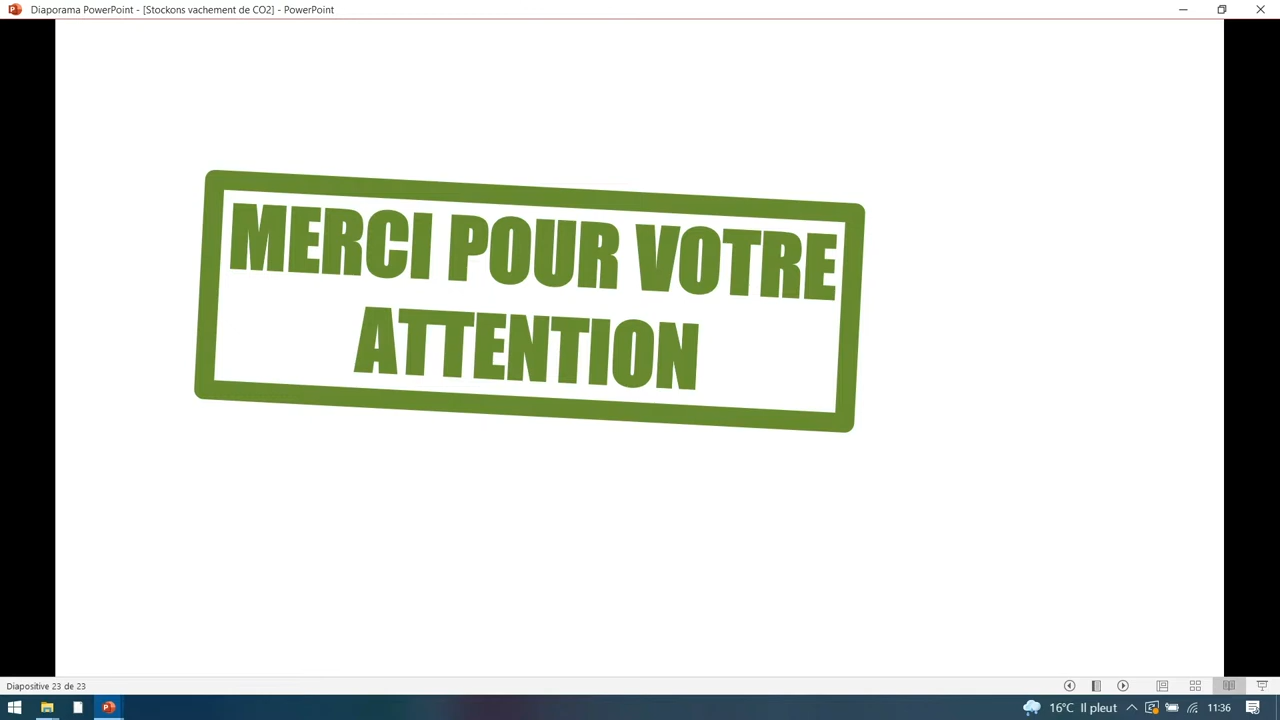 Diaporama PowerPoint - [Stockons vachement de CO2] - PowerPoint
MERCI POUR VOTRE
ATTENTION
Diapositive 23 de 23
16°C Il pleut
11:36